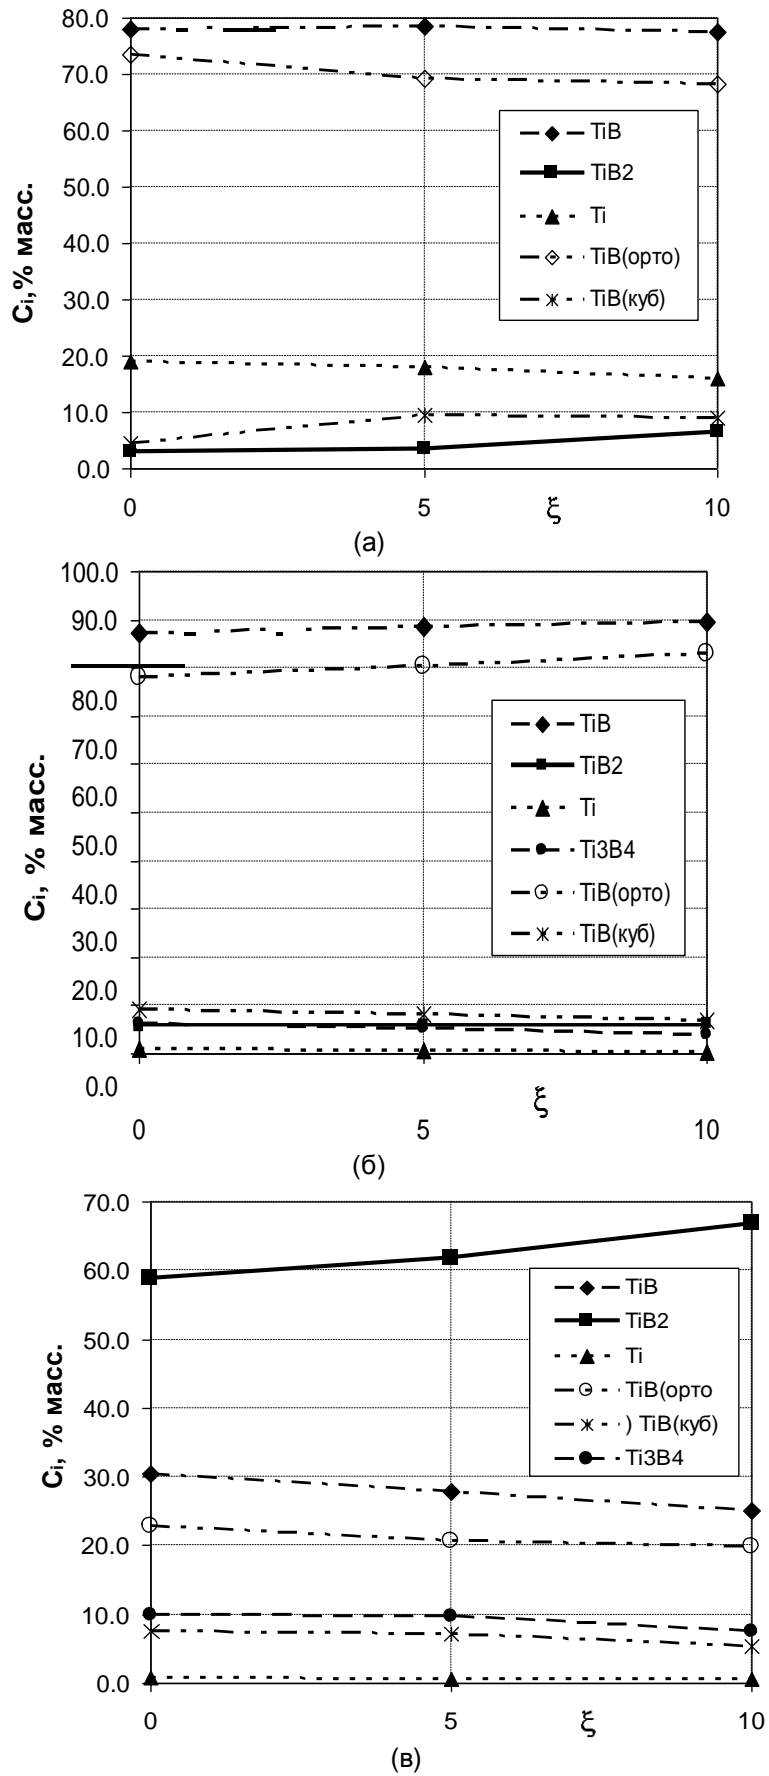 80.0
70.0
60.0
50.0
40.0
30.0
20.0
10.0
0.0
Ci,% масс.
TiB
TiB2
Ti
TiB(орто)
TiB(куб)
0 5 10
ξ
(а)
100.0
90.0
80.0
70.0
60.0
50.0
40.0
30.0
20.0
10.0
0.0
Ci, % масс.
TiB
TiB2
Ti
Ti3B4
TiB(орто)
TiB(куб)
ξ
0 5 10
(б)
70.0
60.0
50.0
40.0
30.0
20.0
10.0
0.0
Ci, % масс.
TiB
TiB2
Ti
TiB(орто
) TiB(куб)
Ti3B4
0 5 ξ 10
(в)